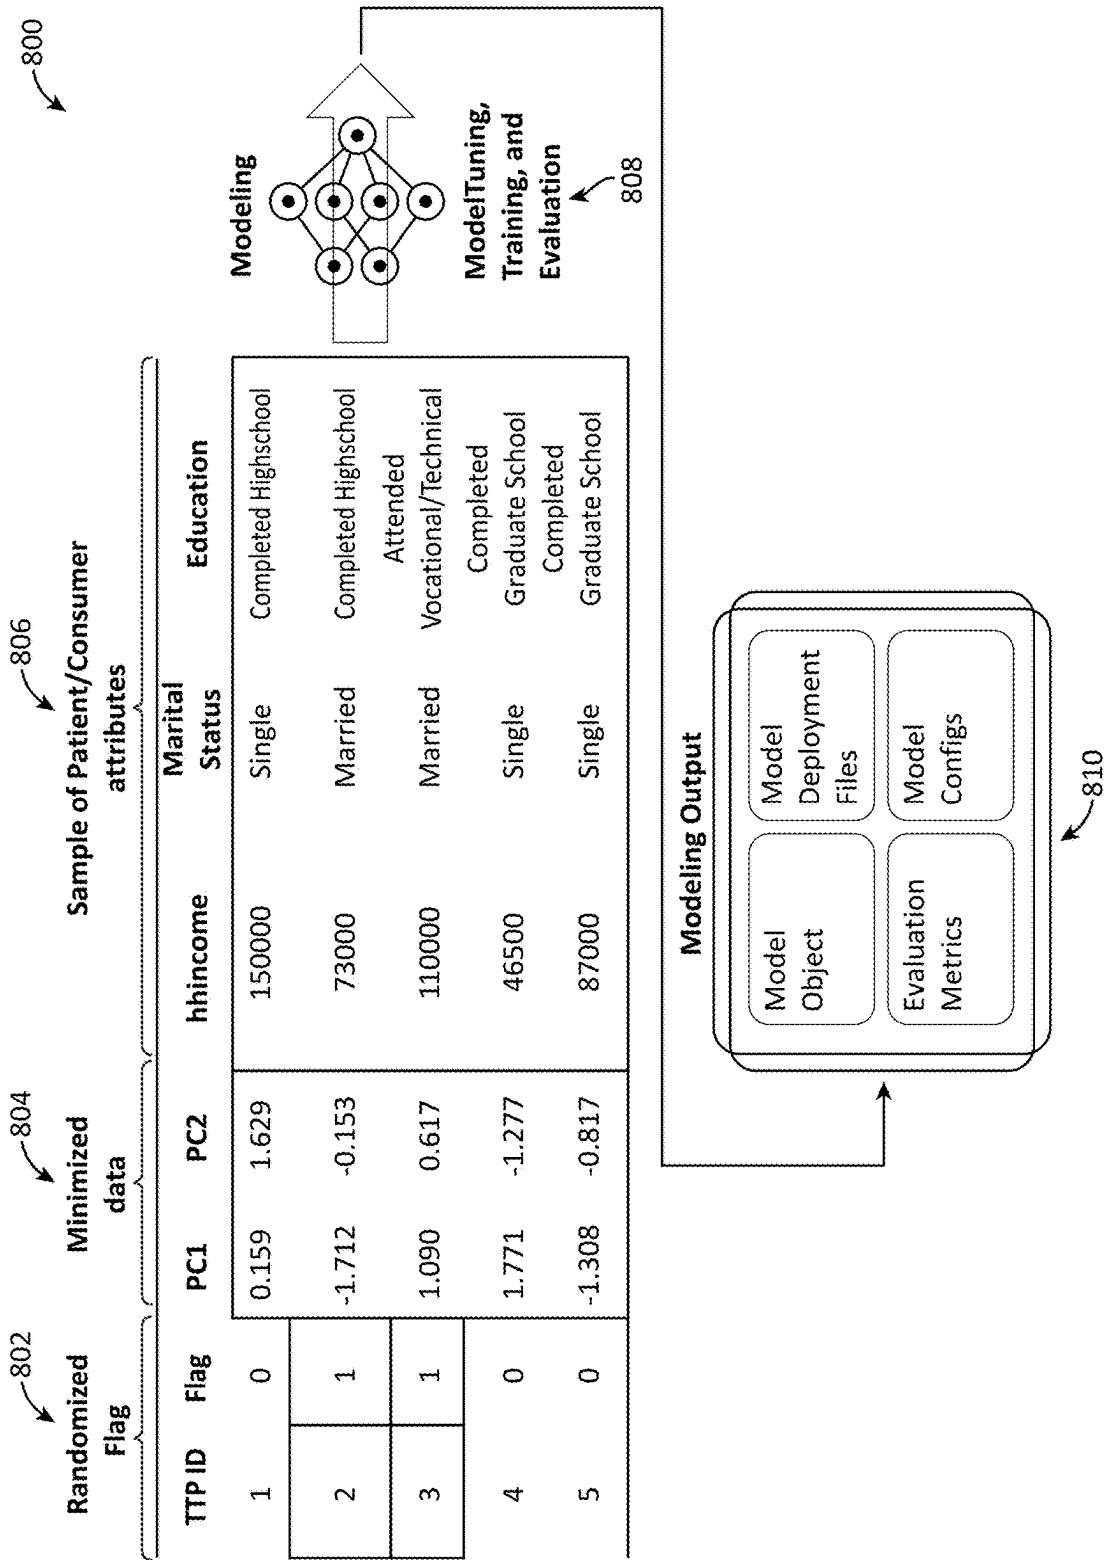 800
802
804
806
Randomized
Flag
Minimized
data
Sample of Patient/Consumer
attributes
TTP ID Flag PC1 PC2 hhincome Marital
Status Education
1 0 0.159 1.629 150000 Single Completed Highschool
2 1 -1.712 -0.153 73000 Married Completed Highschool
3 1 1.090 0.617 110000 Married Attended
Vocational/Technical
4 0 1.771 -1.277 46500 Single Completed
Graduate School
5 0 -1.308 -0.817 87000 Single Completed
Graduate School
Modeling
ModelTuning,
Training, and
Evaluation
808
Modeling Output
Model
Object
Model
Deployment
Files
Evaluation
Metrics
Model
Configs
810